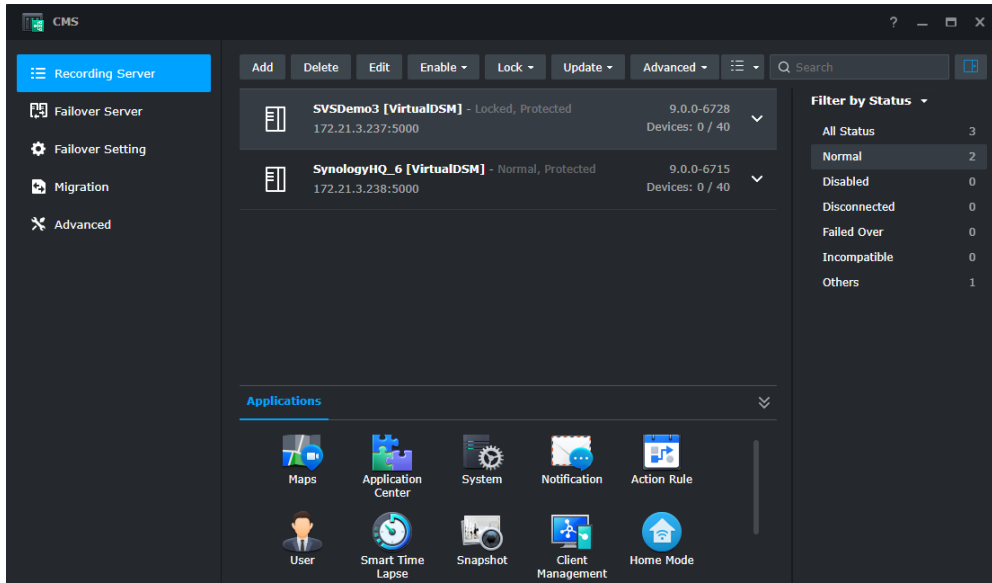 CMS
Recording Server
Failover Server
Failover Setting
Migration
Advanced
Add Delete Edit Enable Lock Update Advanced Search
SVSDemo3 [VirtualDSM] - Locked, Protected 9.0.0-6728
172.21.3.237:5000 Devices: 0 / 40
SynologyHQ_6 [VirtualDSM] - Normal, Protected 9.0.0-6715
172.21.3.238:5000 Devices: 0 / 40
Filter by Status
All Status 3
Normal 2
Disabled 0
Disconnected 0
Failed Over 0
Incompatible 0
Others 1
Applications
Maps Application Center System Notification Action Rule
User Smart Time Lapse Snapshot Client Management Home Mode